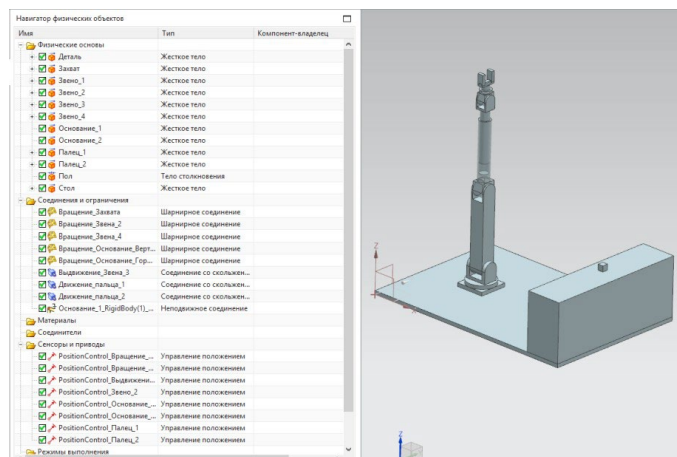 Навигатор физических объектов
Имя Тип Компонент-владелец
Физические основы
Деталь Жесткое тело
Захват Жесткое тело
Звено_1 Жесткое тело
Звено_2 Жесткое тело
Звено_3 Жесткое тело
Звено_4 Жесткое тело
Основание_1 Жесткое тело
Основание_2 Жесткое тело
Палец_1 Жесткое тело
Палец_2 Жесткое тело
Пол Тело столкновения
Стол Жесткое тело
Соединения и ограничения
Вращение_Захвата Шарнирное соединение
Вращение_Звена_2 Шарнирное соединение
Вращение_Звена_4 Шарнирное соединение
Вращение_Основание_Верт... Шарнирное соединение
Вращение_Основание_Гор... Шарнирное соединение
Выдвижение_Звена_3 Соединение со скольжен...
Движение_пальца_1 Соединение со скольжен...
Движение_пальца_2 Соединение со скольжен...
Основание_1_RigidBody(1)_... Неподвижное соединение
Материалы
Соединители
Сенсоры и приводы
PositionControl_Вращение_... Управление положением
PositionControl_Вращение_... Управление положением
PositionControl_Выдвижени... Управление положением
PositionControl_Звено_2 Управление положением
PositionControl_Основание_... Управление положением
PositionControl_Основание_... Управление положением
PositionControl_Палец_1 Управление положением
PositionControl_Палец_2 Управление положением
Режимы выполнения
Z
X
Z